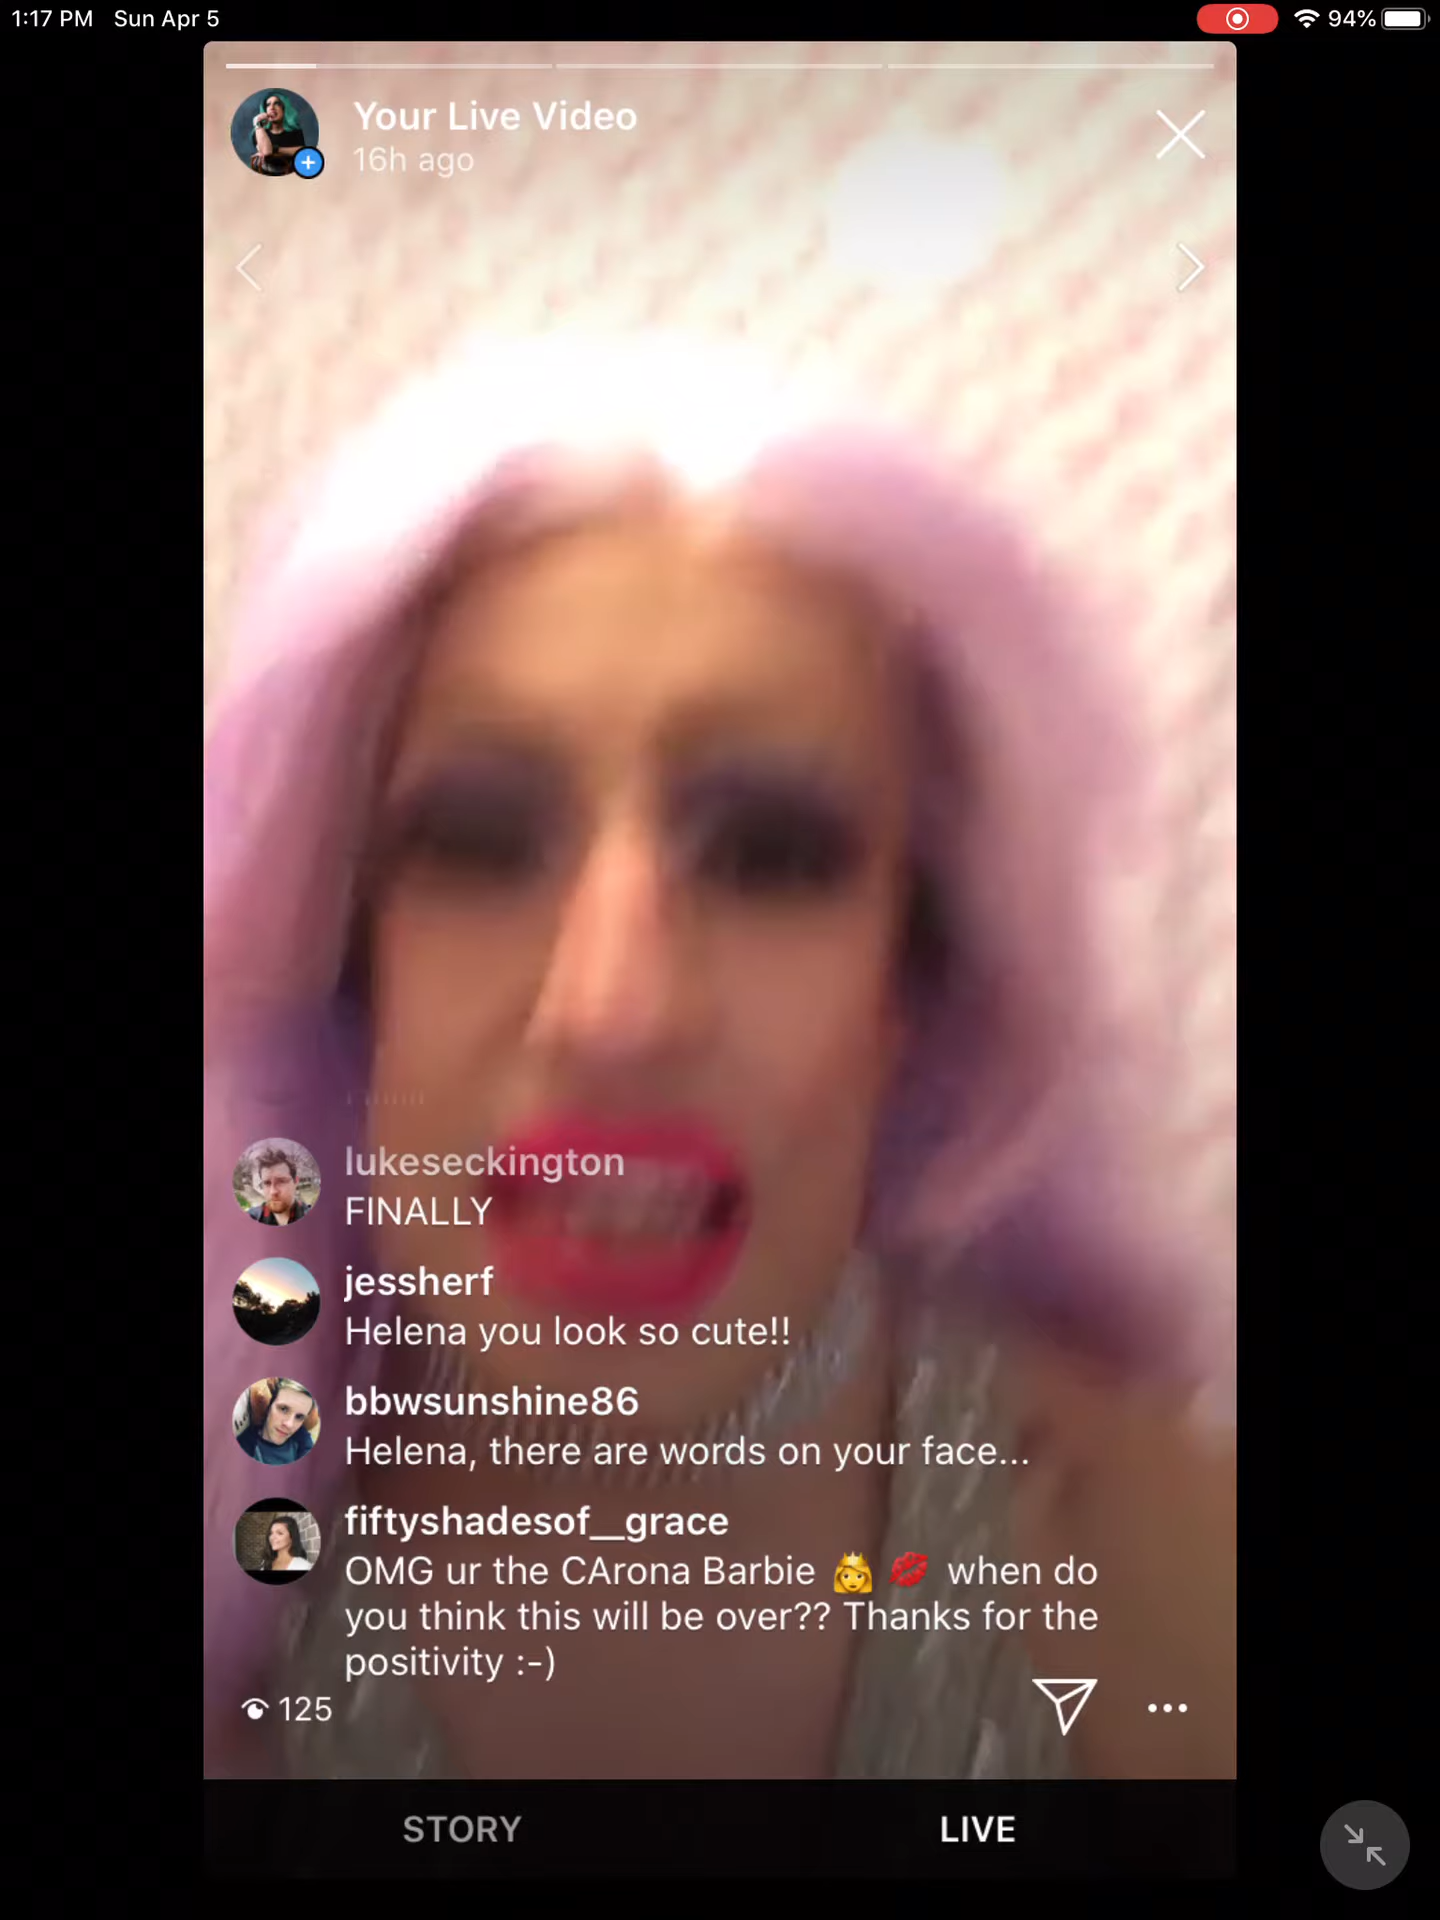 1:17 PM Sun Apr 5
94%
Your Live Video
16h ago
lukeseckington
FINALLY
jessherf
Helena you look so cute!!
bbwsunshine86
Helena, there are words on your face...
fiftyshadesof__grace
OMG ur the CArona Barbie 👸 💋 when do
you think this will be over?? Thanks for the
positivity :-)
125
STORY LIVE